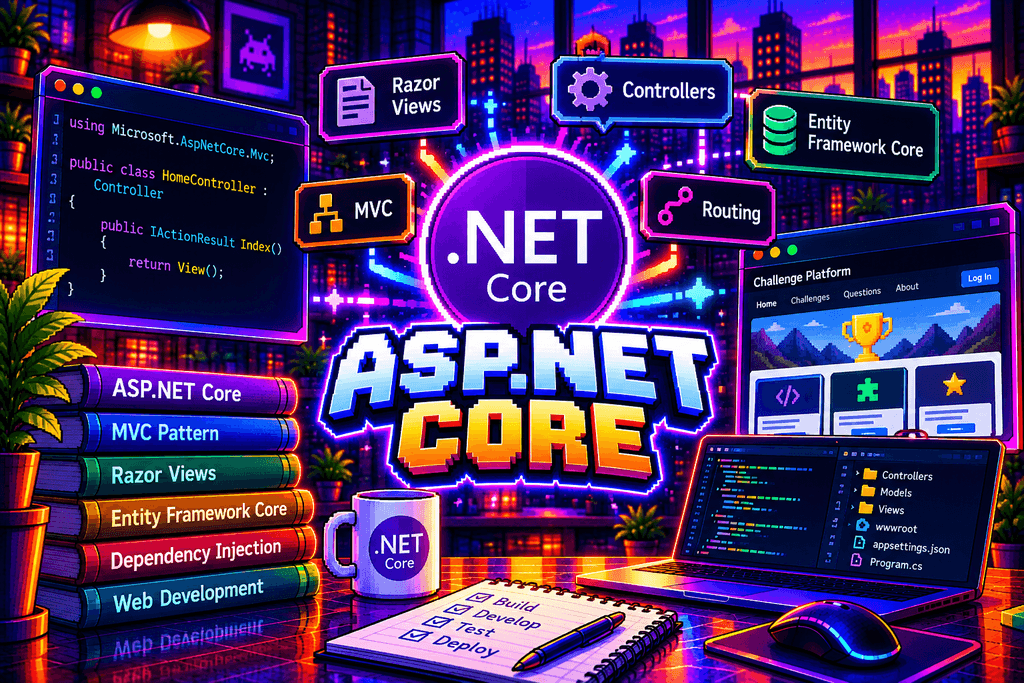 using Microsoft.AspNetCore.Mvc;
public class HomeController :
Controller
{
public IActionResult Index()
{
return View();
}
}
Razor
Views
Controllers
Entity
Framework Core
MVC
Routing
.NET
Core
ASP.NET
CORE
Challenge Platform
Log In
Home
Challenges
Questions
About
</>
ASP.NET Core
MVC Pattern
Razor Views
Entity Framework Core
Dependency Injection
Web Development
.NET
Core
Build
Develop
Test
Deploy
Controllers
Models
Views
wwwroot
appsettings.json
Program.cs